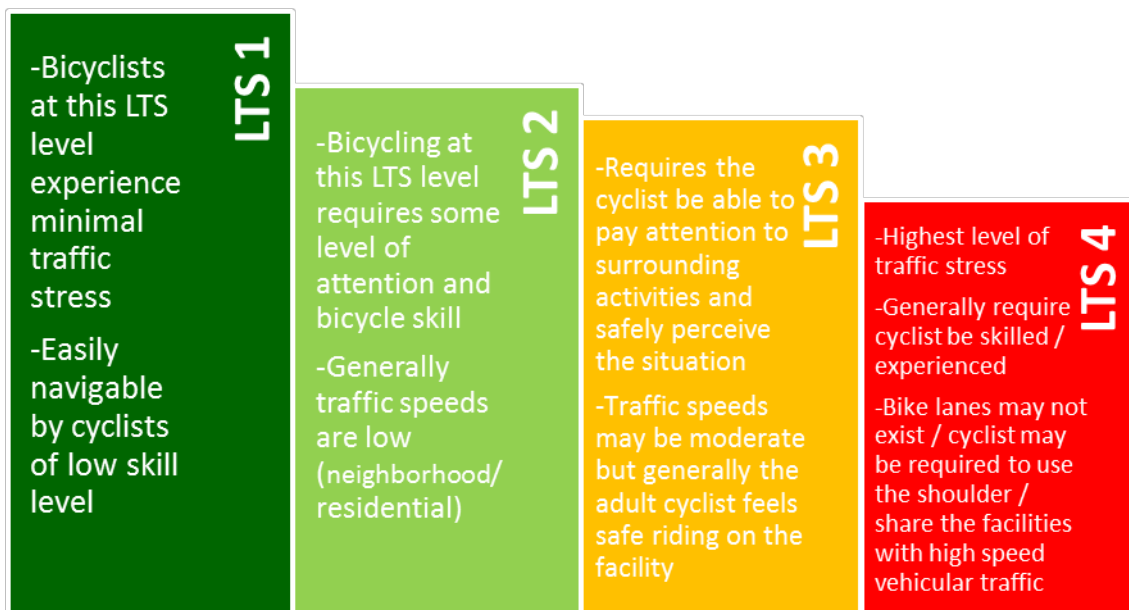 LTS 1
-Bicyclists
at this LTS
level
experience
minimal
traffic
stress
-Easily
navigable
by cyclists
of low skill
level
LTS 2
-Bicycling at
this LTS level
requires some
level of
attention and
bicycle skill
-Generally
traffic speeds
are low
(neighborhood/
residential)
LTS 3
-Requires the
cyclist be able to
pay attention to
surrounding
activities and
safely perceive
the situation
-Traffic speeds
may be moderate
but generally the
adult cyclist feels
safe riding on the
facility
LTS 4
-Highest level of
traffic stress
-Generally require
cyclist be skilled /
experienced
-Bike lanes may not
exist / cyclist may
be required to use
the shoulder /
share the facilities
with high speed
vehicular traffic